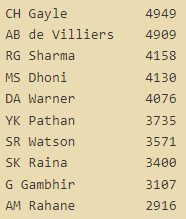 CH Gayle 4949
AB de Villiers 4909
RG Sharma 4158
MS Dhoni 4130
DA Warner 4076
YK Pathan 3735
SR Watson 3571
SK Raina 3400
G Gambhir 3107
AM Rahane 2916